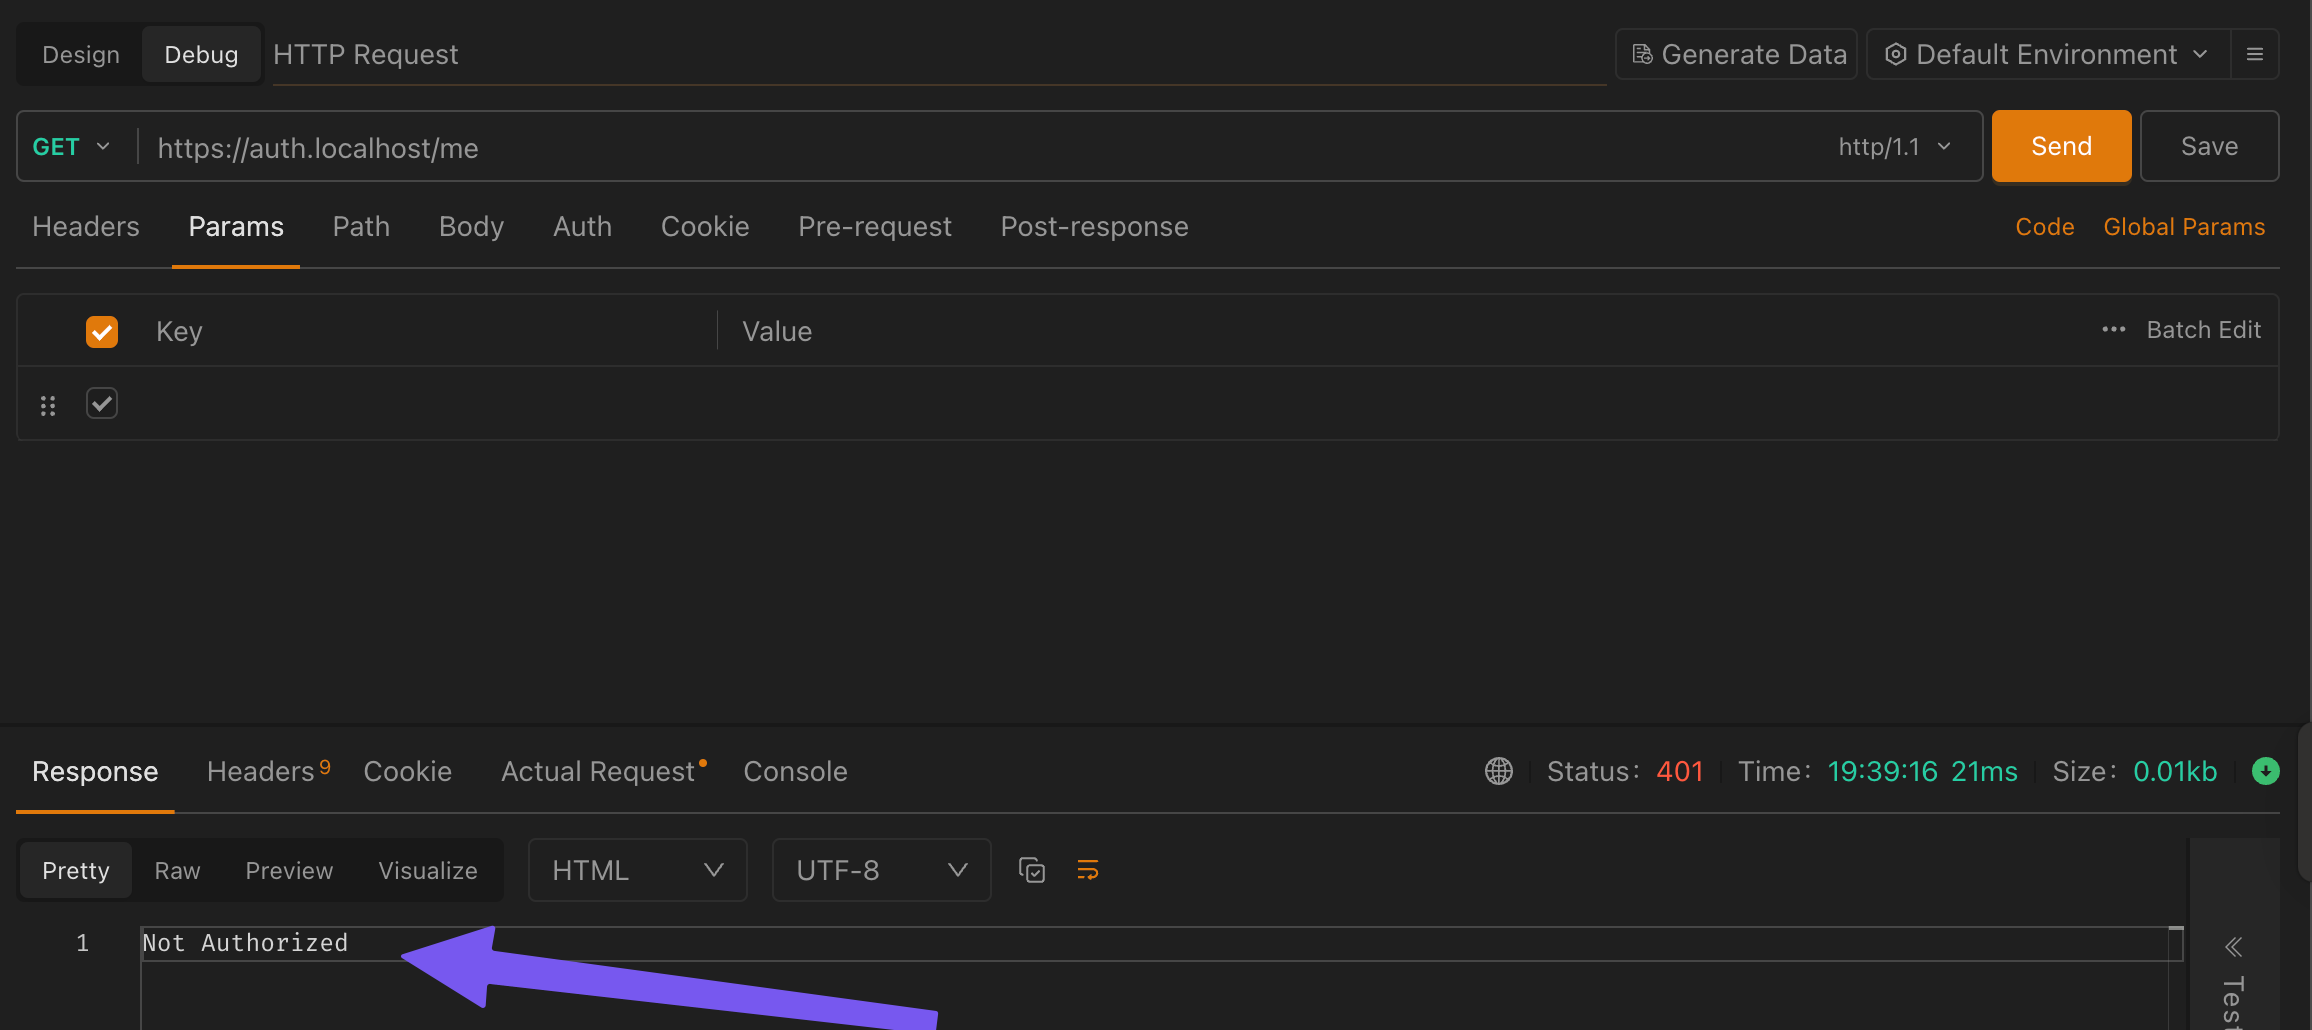 Design Debug HTTP Request Generate Data Default Environment
GET https://auth.localhost/me http/1.1 Send Save
Headers Params Path Body Auth Cookie Pre-request Post-response Code Global Params
Key Value Batch Edit
Response Headers 9 Cookie Actual Request Console Status: 401 Time: 19:39:16 21ms Size: 0.01kb
Pretty Raw Preview Visualize HTML UTF-8
1 Not Authorized